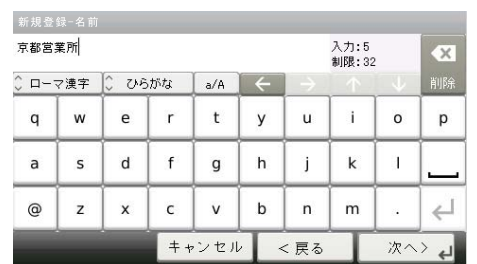 新規登録-名前
京都営業所
入力:5
制限:32
削除
ローマ漢字 ひらがな a/A ← → ↑ ↓
q w e r t y u i o p
a s d f g h j k l
@ z x c v b n m .
キャンセル <戻る 次へ>